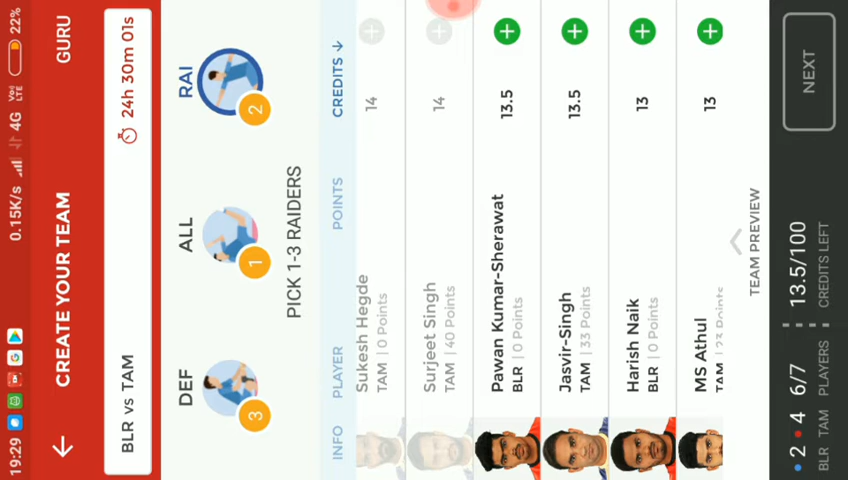 19:29
0.15K/s
4G
VoLTE
22%
CREATE YOUR TEAM
GURU
BLR vs TAM
24h 30m 01s
DEF
ALL
RAI
3
1
2
PICK 1-3 RAIDERS
INFO
PLAYER
POINTS
CREDITS ↓
Sukesh Hegde
TAM | 0 Points
14
Surjeet Singh
TAM | 40 Points
14
Pawan Kumar-Sherawat
BLR | 0 Points
13.5
Jasvir-Singh
TAM | 33 Points
13.5
Harish Naik
BLR | 0 Points
13
MS Athul
TAM | 23 Points
13
TEAM PREVIEW
2 4 6/7
13.5/100
BLR TAM PLAYERS
CREDITS LEFT
NEXT